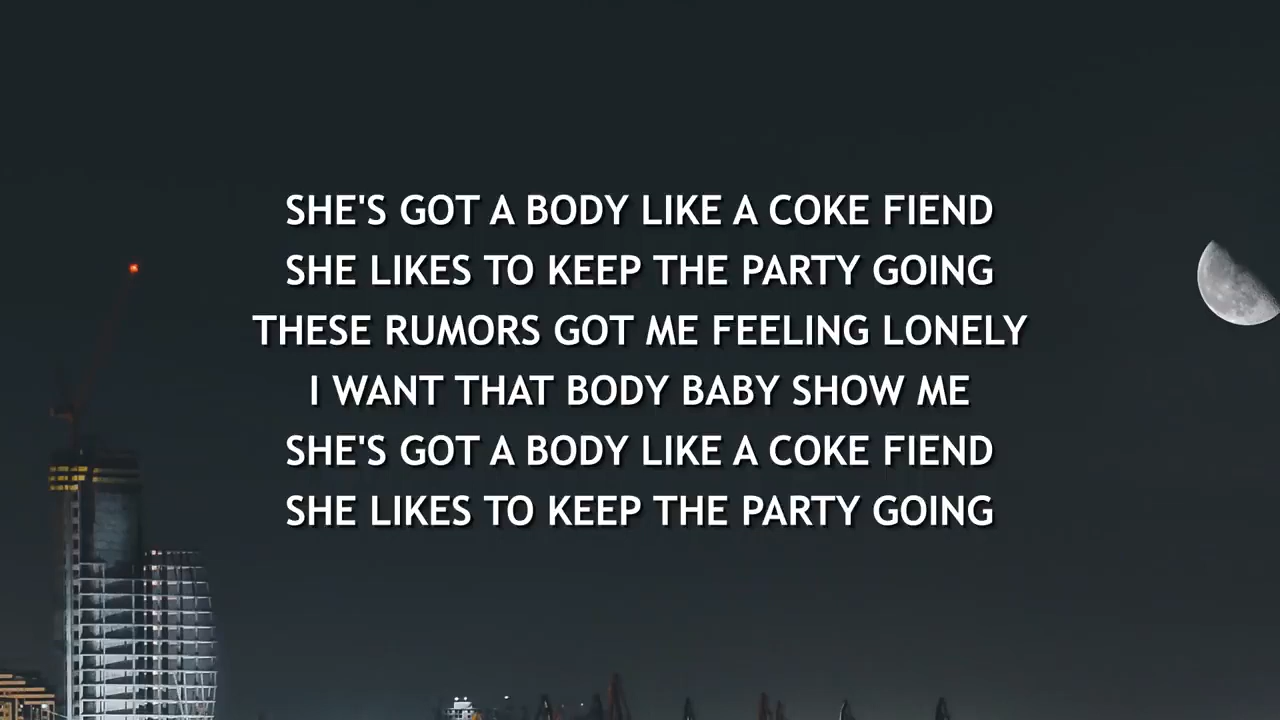 SHE'S GOT A BODY LIKE A COKE FIEND
SHE LIKES TO KEEP THE PARTY GOING
THESE RUMORS GOT ME FEELING LONELY
I WANT THAT BODY BABY SHOW ME
SHE'S GOT A BODY LIKE A COKE FIEND
SHE LIKES TO KEEP THE PARTY GOING